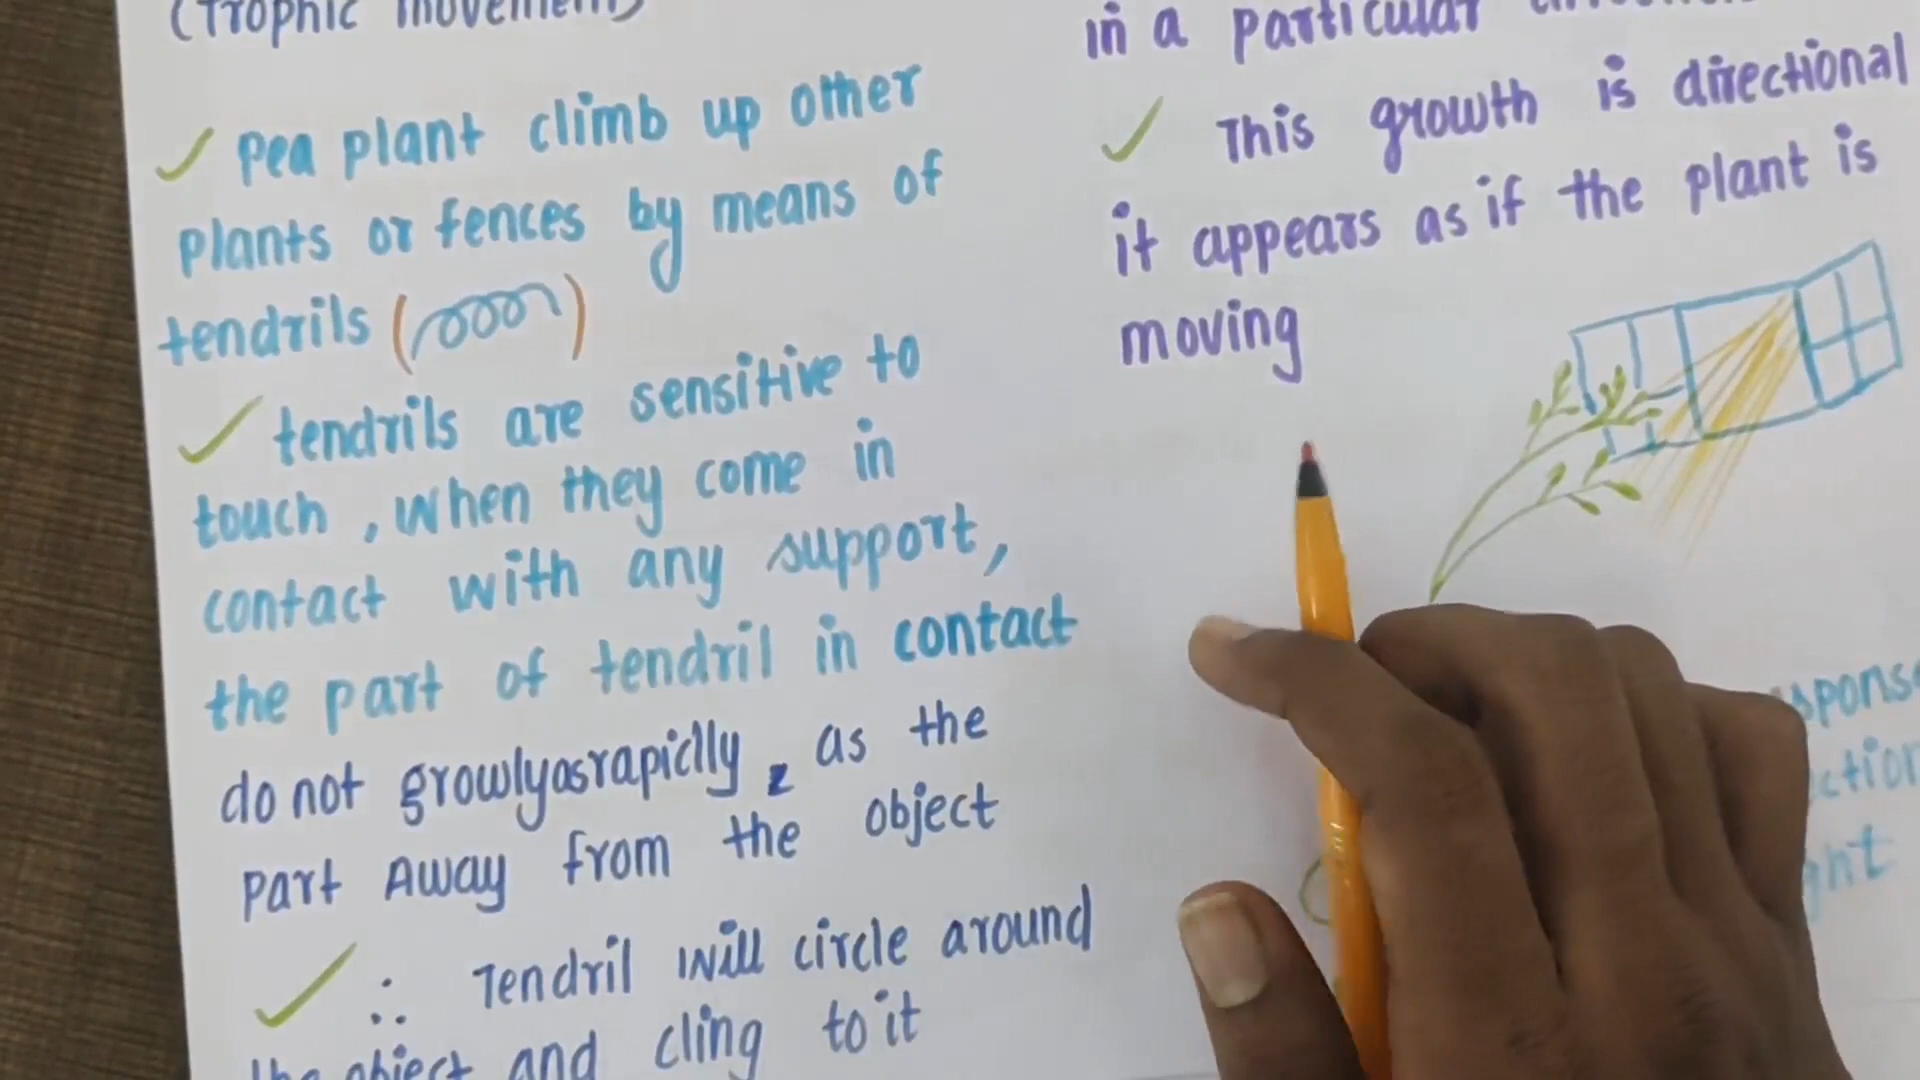 (Trophic movement)
✓ Pea plant climb up other
plants or fences by means of
tendrils ( )
✓ tendrils are sensitive to
touch, when they come in
contact with any support,
the part of tendril in contact
do not growlyasrapidly, as the
part Away from the object
✓ ∴ Tendril will circle around
the object and cling to it
in a particular
✓ This growth is directional
it appears as if the plant is
moving